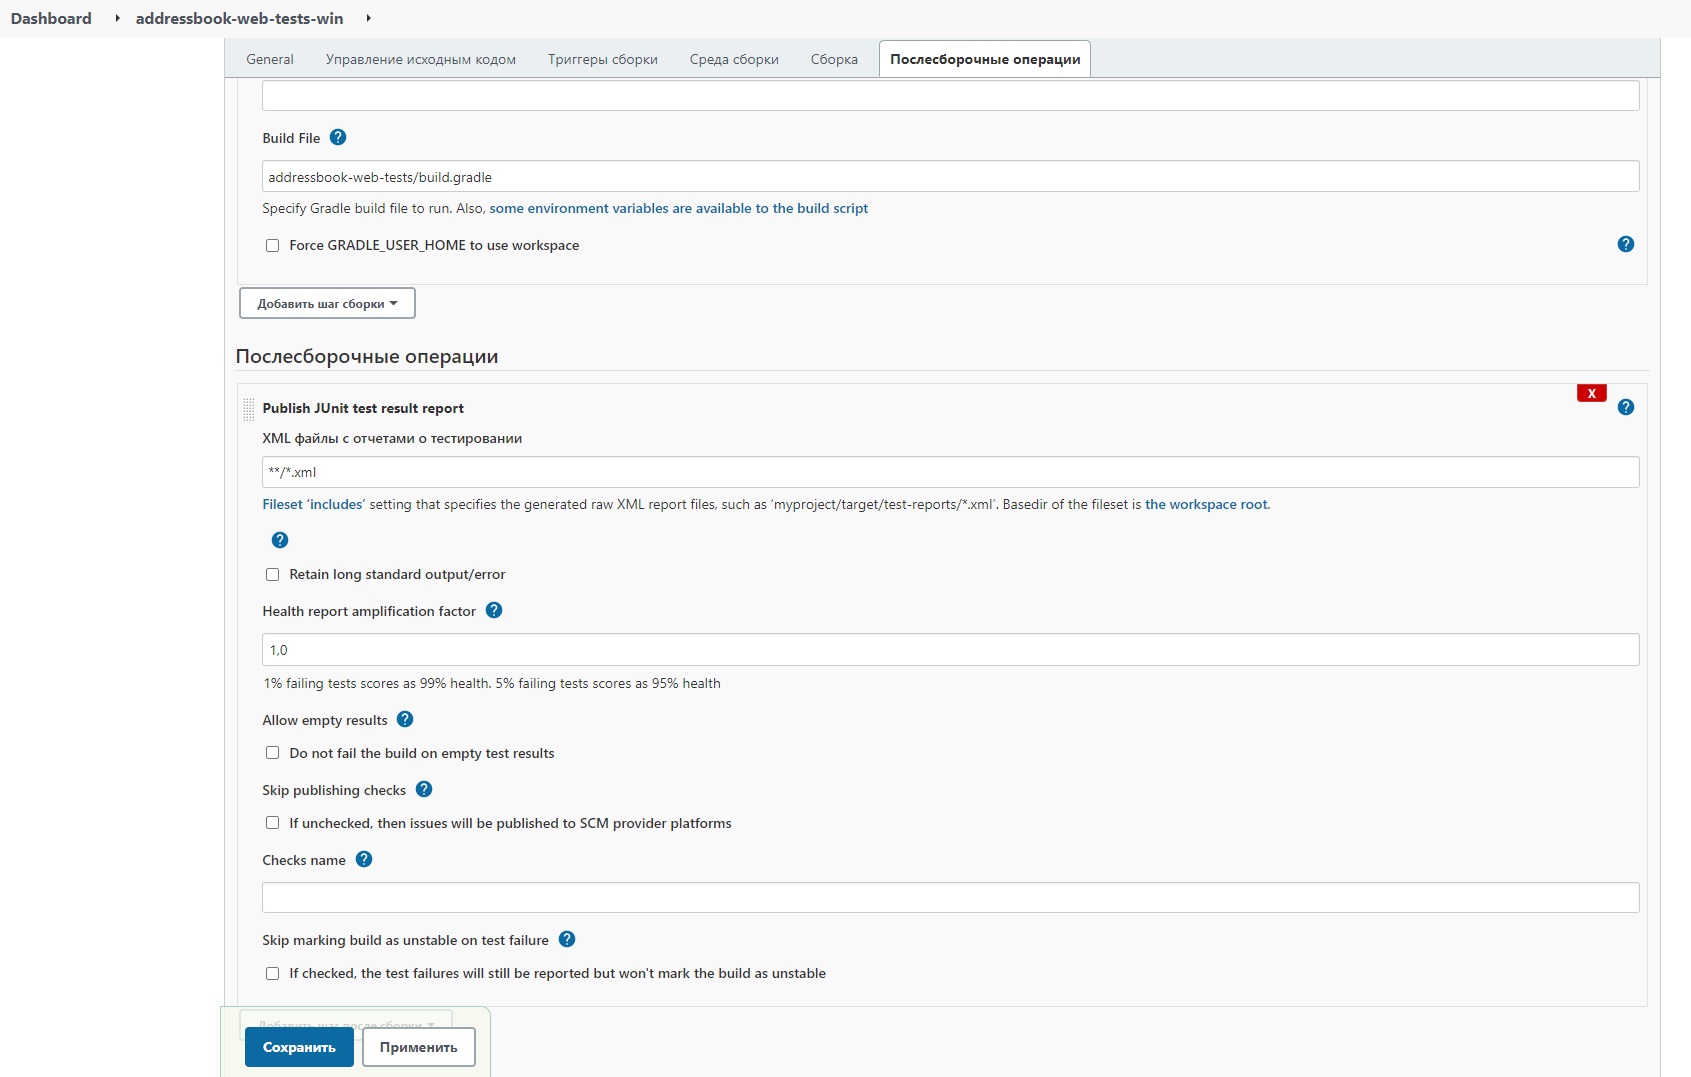 Dashboard addressbook-web-tests-win
General Управление исходным кодом Триггеры сборки Среда сборки Сборка Послесборочные операции
Build File ?
addressbook-web-tests/build.gradle
Specify Gradle build file to run. Also, some environment variables are available to the build script
Force GRADLE_USER_HOME to use workspace ?
Добавить шаг сборки
Послесборочные операции
X
Publish JUnit test result report ?
XML файлы с отчетами о тестировании
**/*.xml
Fileset ‘includes’ setting that specifies the generated raw XML report files, such as ‘myproject/target/test-reports/*.xml’. Basedir of the fileset is the workspace root.
?
Retain long standard output/error
Health report amplification factor ?
1,0
1% failing tests scores as 99% health. 5% failing tests scores as 95% health
Allow empty results ?
Do not fail the build on empty test results
Skip publishing checks ?
If unchecked, then issues will be published to SCM provider platforms
Checks name ?
Skip marking build as unstable on test failure ?
If checked, the test failures will still be reported but won't mark the build as unstable
Добавить шаг после сборки
Сохранить Применить